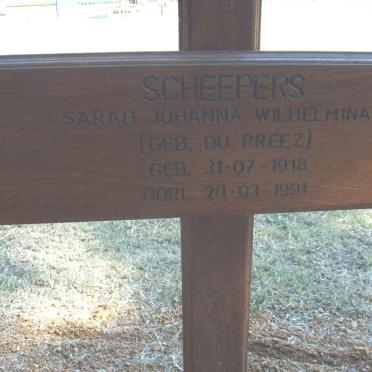 SCHEEPERS
SARAH JOHANNA WILHELMINA
(GEB. DU PREEZ)
GEB. 31-07-1918
OORL. 20-03-1991